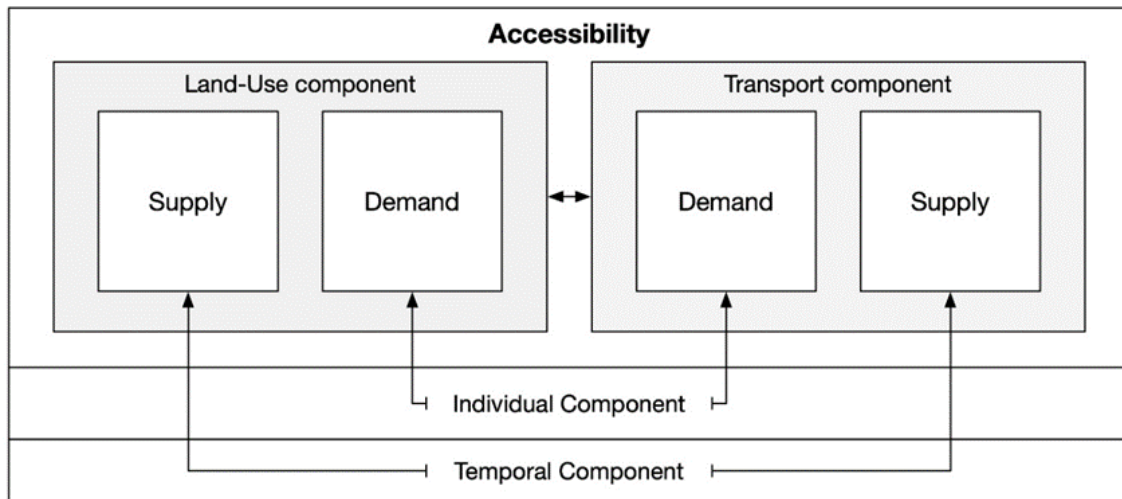 Accessibility
Land-Use component
Transport component
Supply
Demand
Demand
Supply
Individual Component
Temporal Component